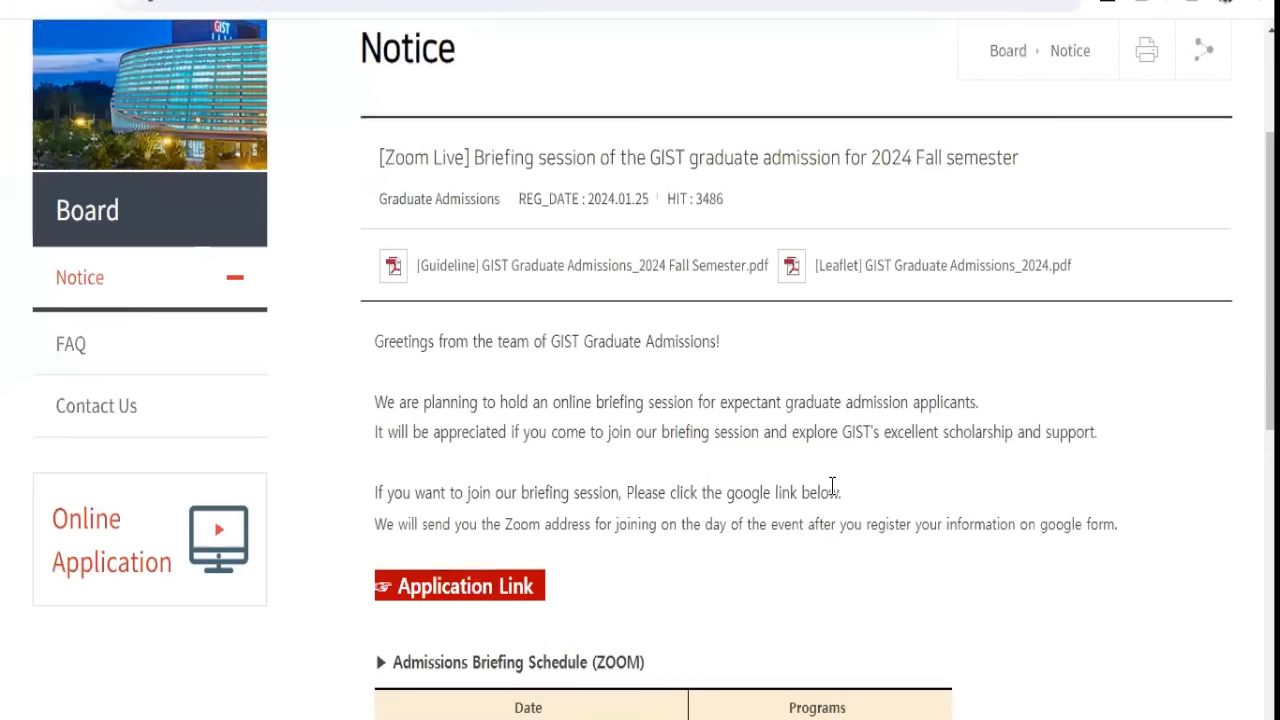 GIST
Notice
Board › Notice
[Zoom Live] Briefing session of the GIST graduate admission for 2024 Fall semester
Board
Graduate Admissions REG_DATE : 2024.01.25 HIT : 3486
Notice
[Guideline] GIST Graduate Admissions_2024 Fall Semester.pdf [Leaflet] GIST Graduate Admissions_2024.pdf
FAQ
Contact Us
Online
Application
Greetings from the team of GIST Graduate Admissions!
We are planning to hold an online briefing session for expectant graduate admission applicants.
It will be appreciated if you come to join our briefing session and explore GIST's excellent scholarship and support.
If you want to join our briefing session, Please click the google link below.
We will send you the Zoom address for joining on the day of the event after you register your information on google form.
☞ Application Link
▶ Admissions Briefing Schedule (ZOOM)
Date Programs